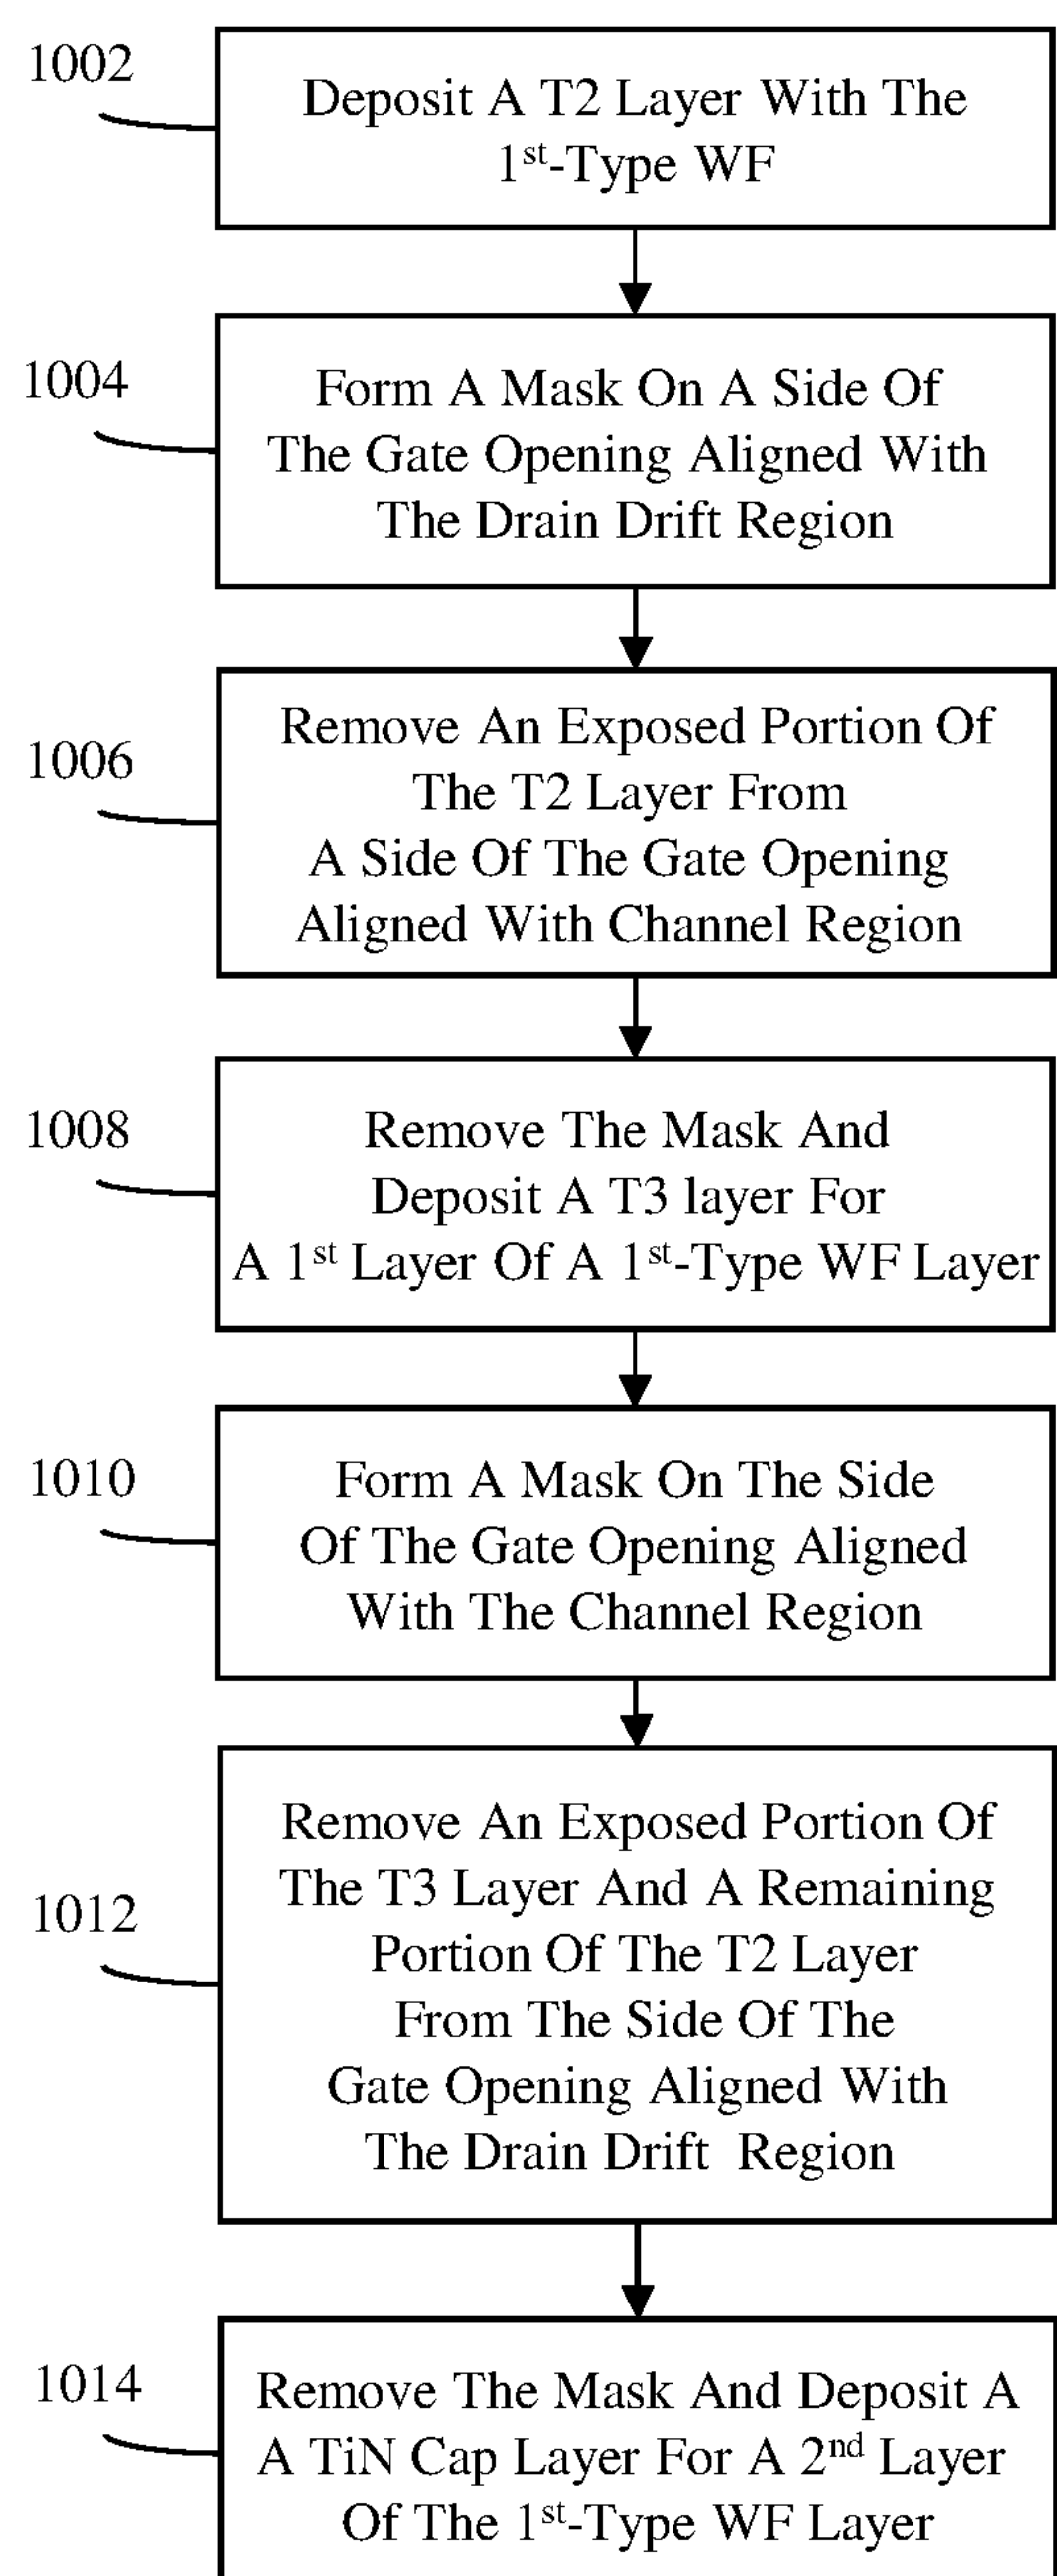 1002
Deposit A T2 Layer With The
1st-Type WF
1004
Form A Mask On A Side Of
The Gate Opening Aligned With
The Drain Drift Region
1006
Remove An Exposed Portion Of
The T2 Layer From
A Side Of The Gate Opening
Aligned With Channel Region
1008
Remove The Mask And
Deposit A T3 layer For
A 1st Layer Of A 1st-Type WF Layer
1010
Form A Mask On The Side
Of The Gate Opening Aligned
With The Channel Region
1012
Remove An Exposed Portion Of
The T3 Layer And A Remaining
Portion Of The T2 Layer
From The Side Of The
Gate Opening Aligned With
The Drain Drift Region
1014
Remove The Mask And Deposit A
A TiN Cap Layer For A 2nd Layer
Of The 1st-Type WF Layer